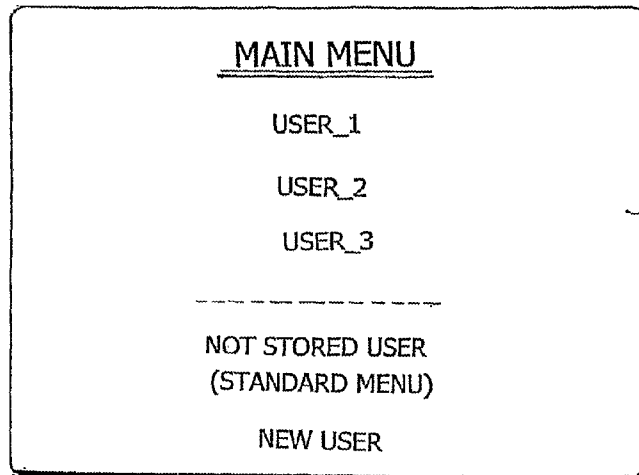 MAIN MENU
USER_1
USER_2
USER_3
NOT STORED USER
(STANDARD MENU)
NEW USER